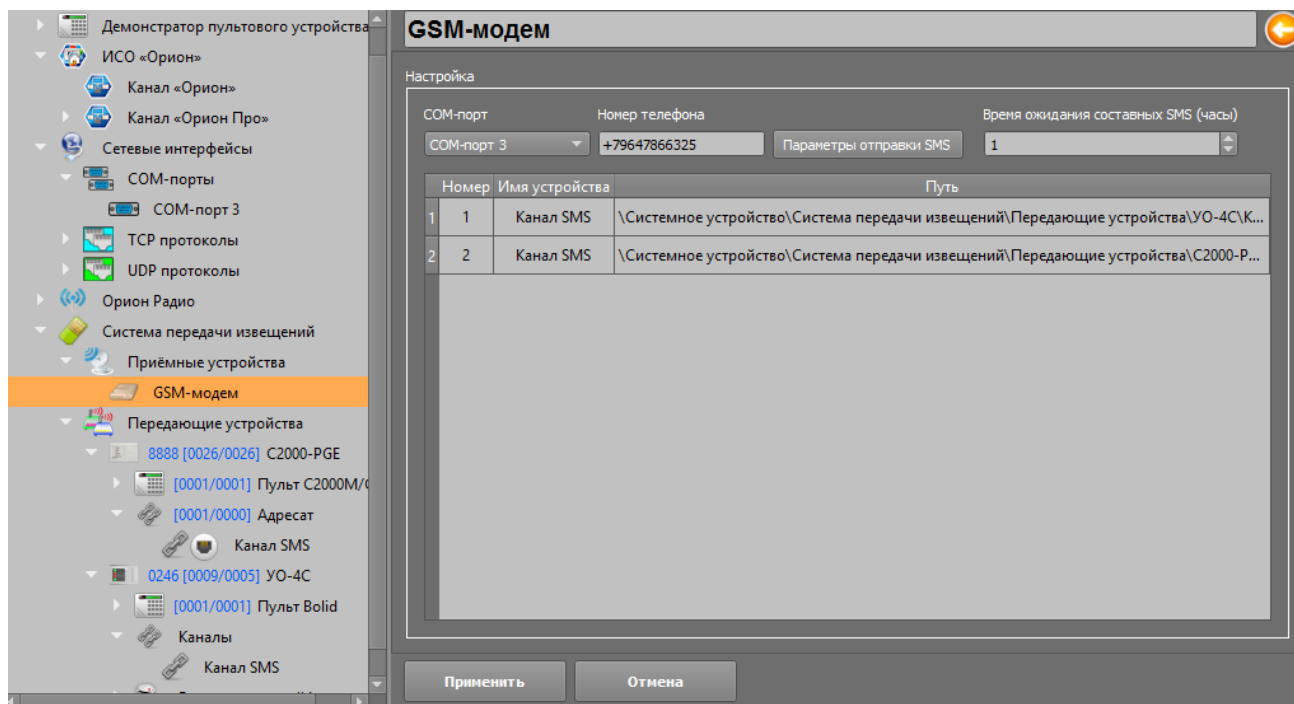 Демонстратор пультового устройства
ИСО «Орион»
Канал «Орион»
Канал «Орион Про»
Сетевые интерфейсы
COM-порты
COM-порт 3
TCP протоколы
UDP протоколы
Орион Радио
Система передачи извещений
Приёмные устройства
GSM-модем
Передающие устройства
8888 [0026/0026] C2000-PGE
[0001/0001] Пульт C2000M/
[0001/0000] Адресат
Канал SMS
0246 [0009/0005] УО-4С
[0001/0001] Пульт Bolid
Каналы
Канал SMS
GSM-модем
Настройка
COM-порт Номер телефона Время ожидания составных SMS (часы)
COM-порт 3 +79647866325 Параметры отправки SMS 1
Номер Имя устройства Путь
1 1 Канал SMS \Системное устройство\Система передачи извещений\Передающие устройства\УО-4С\К...
2 2 Канал SMS \Системное устройство\Система передачи извещений\Передающие устройства\С2000-P...
Применить Отмена